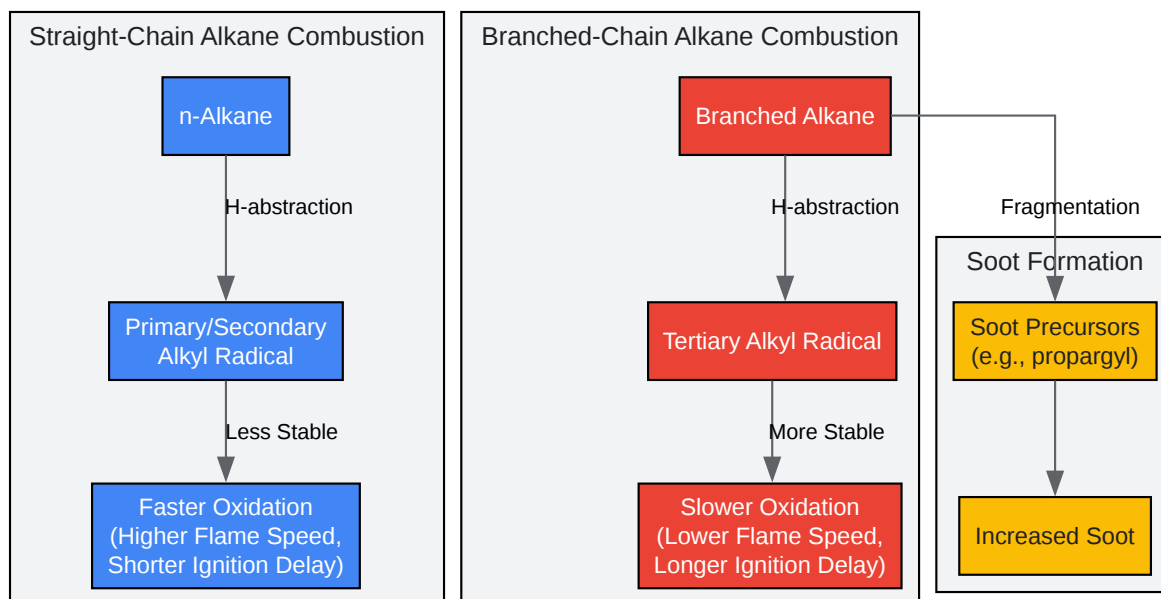 Straight-Chain Alkane Combustion
n-Alkane
H-abstraction
Primary/Secondary
Alkyl Radical
Less Stable
Faster Oxidation
(Higher Flame Speed,
Shorter Ignition Delay)
Branched-Chain Alkane Combustion
Branched Alkane
H-abstraction
Tertiary Alkyl Radical
More Stable
Slower Oxidation
(Lower Flame Speed,
Longer Ignition Delay)
Fragmentation
Soot Formation
Soot Precursors
(e.g., propargyl)
Increased Soot